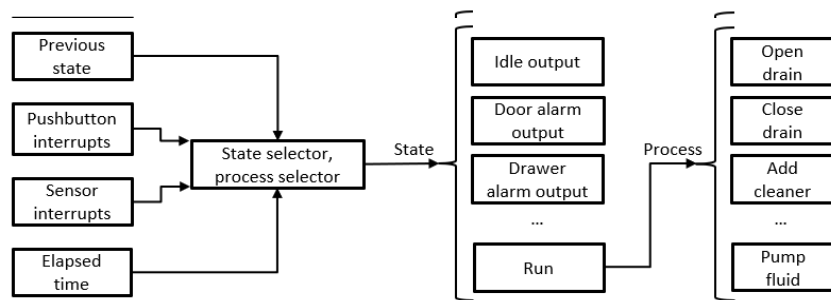 Previous
state
Pushbutton
interrupts
Sensor
interrupts
Elapsed
time
State selector,
process selector
State
Idle output
Door alarm
output
Drawer
alarm output
...
Run
Process
Open
drain
Close
drain
Add
cleaner
...
Pump
fluid